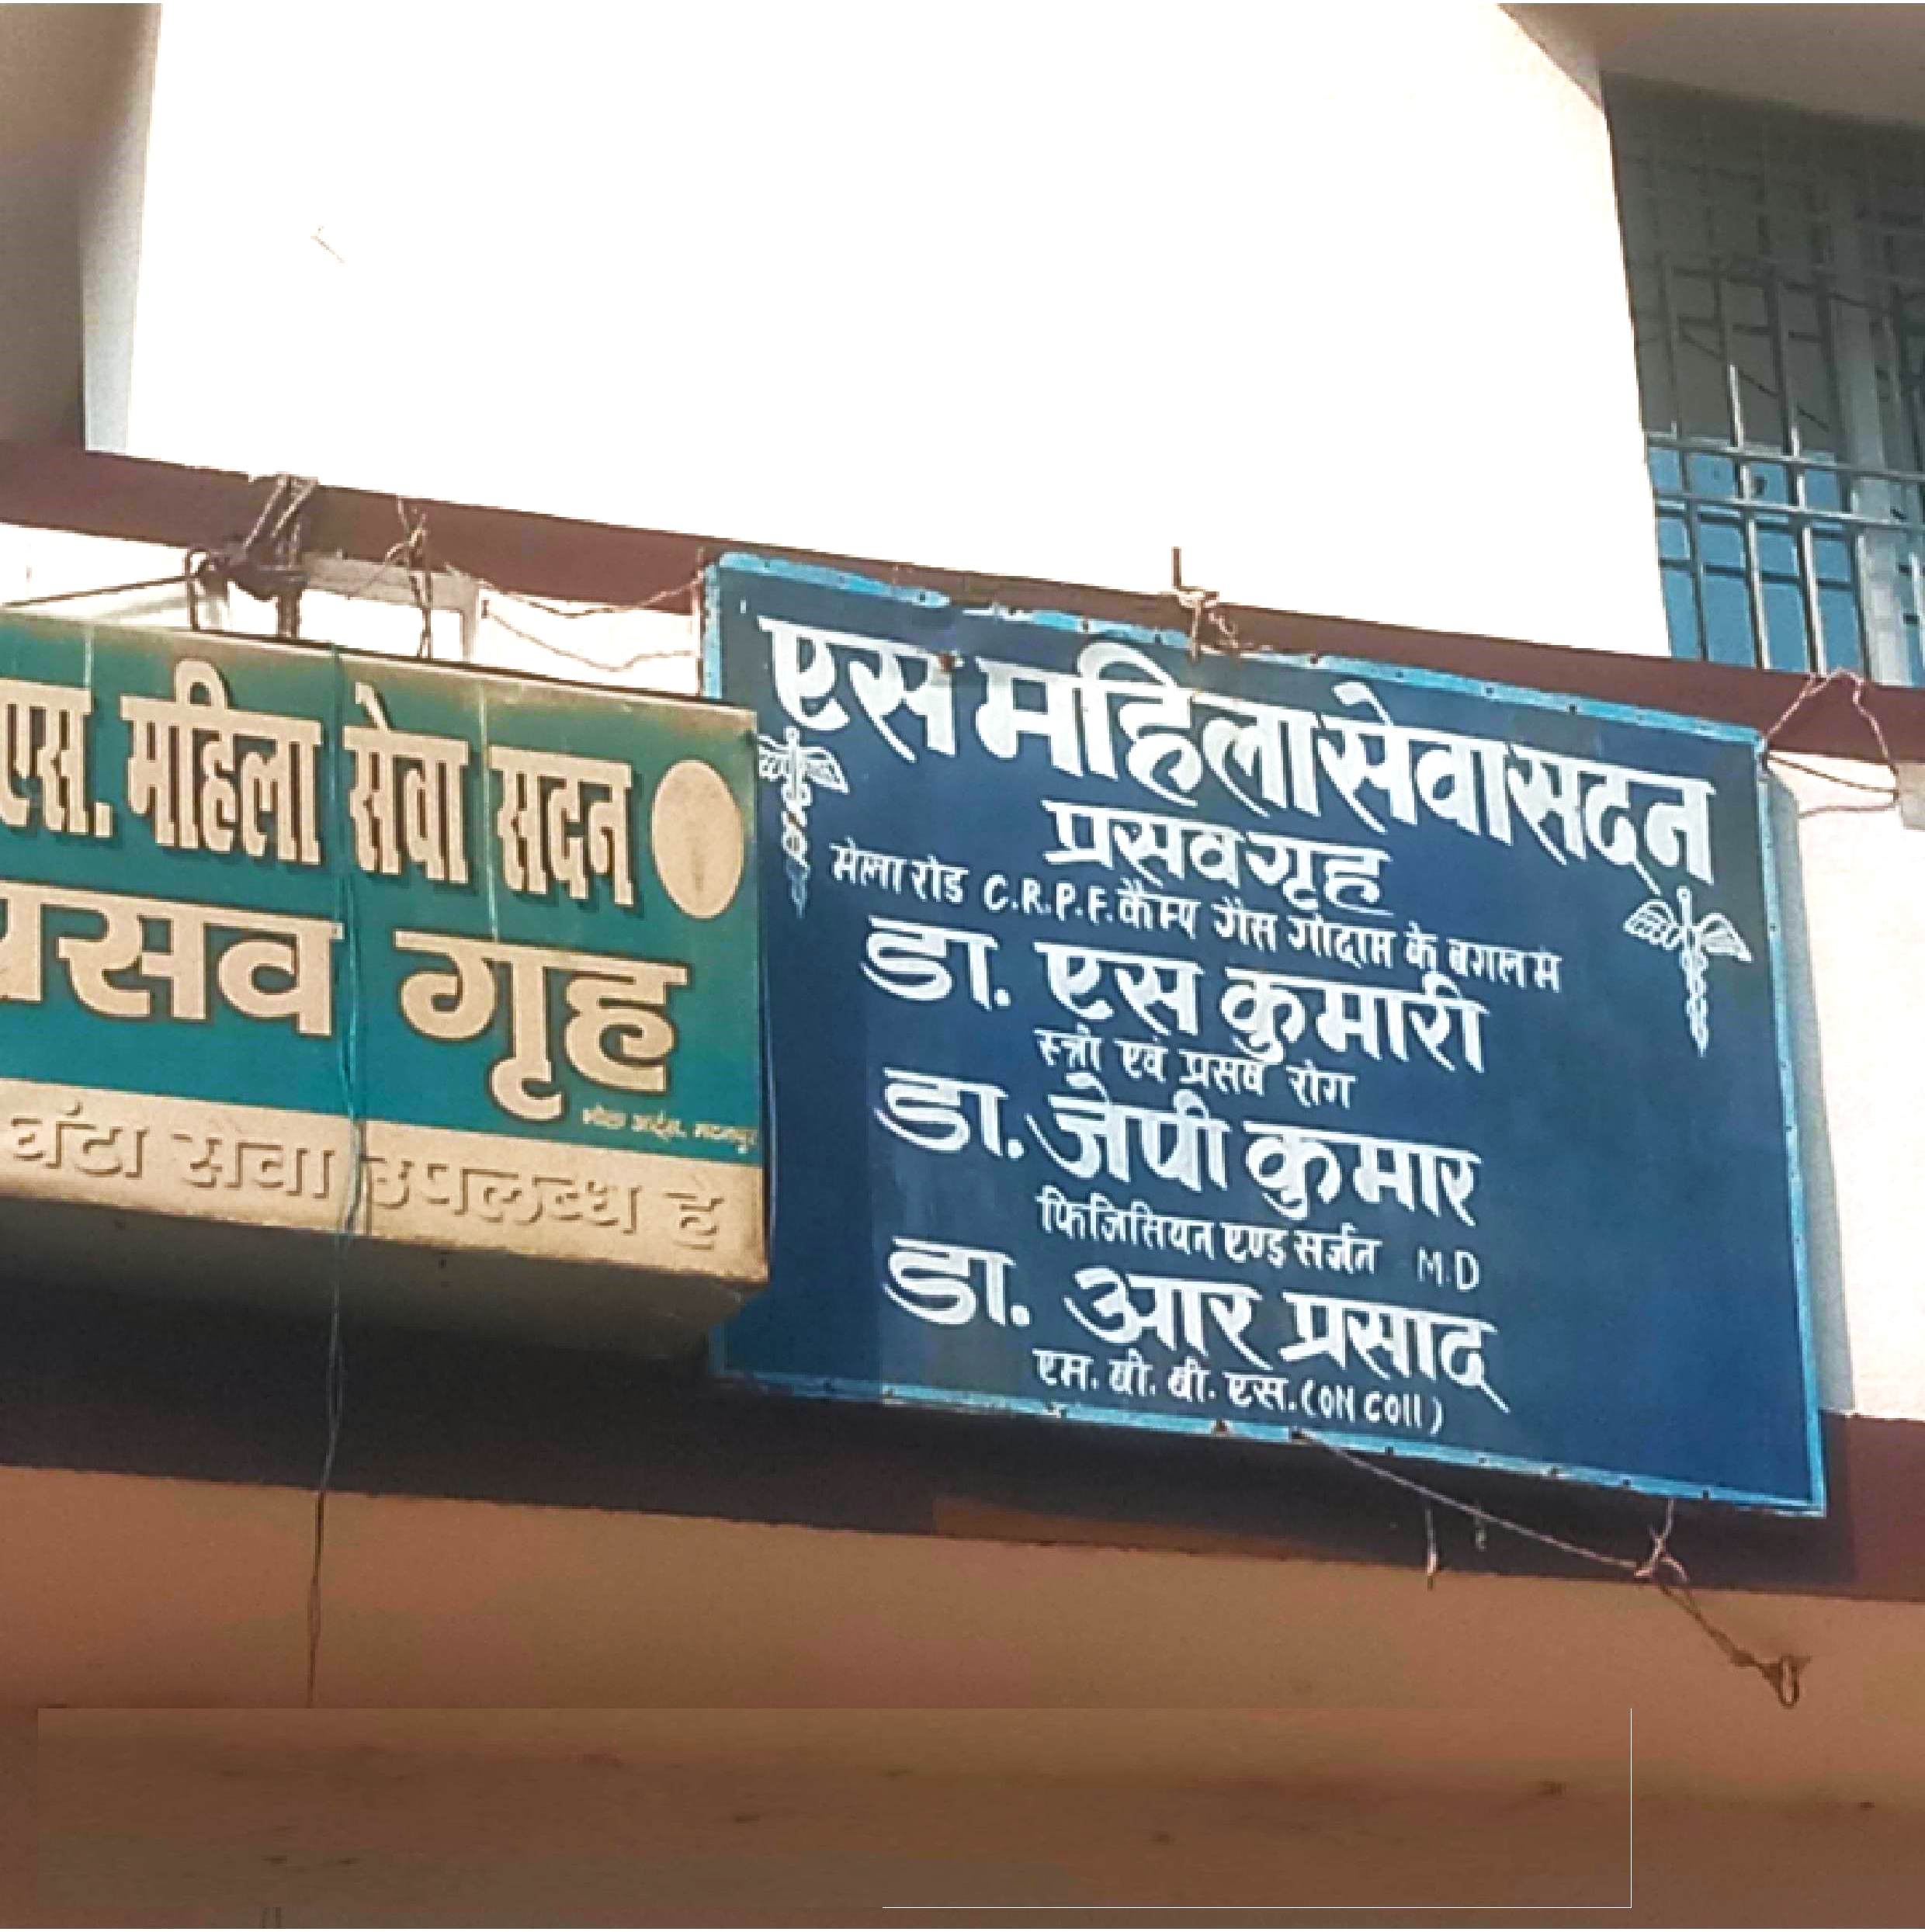 एस. महिला सेवा सदन
प्रसव गृह
घंटा सेवा उपलब्ध है
एस महिला सेवा सदन
प्रसव गृह
मेला रोड C.R.P.F. कैम्प गैस गोदाम के बगल में
डा. एस कुमारी
स्त्री एवं प्रसव रोग
डा. जेपी कुमार
फिजिसियन एण्ड सर्जन M.D
डा. आर प्रसाद
एम. बी. बी. एस. (ON COll)